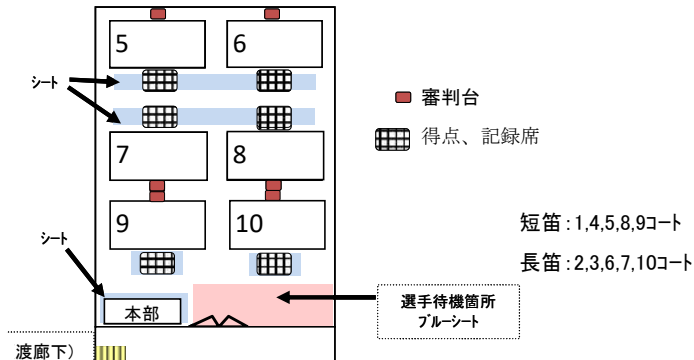 5
6
シート
審判台
得点、記録席
7
8
9
10
短笛：1,4,5,8,9コート
長笛：2,3,6,7,10コート
シート
本部
選手待機箇所
ブルーシート
渡廊下）